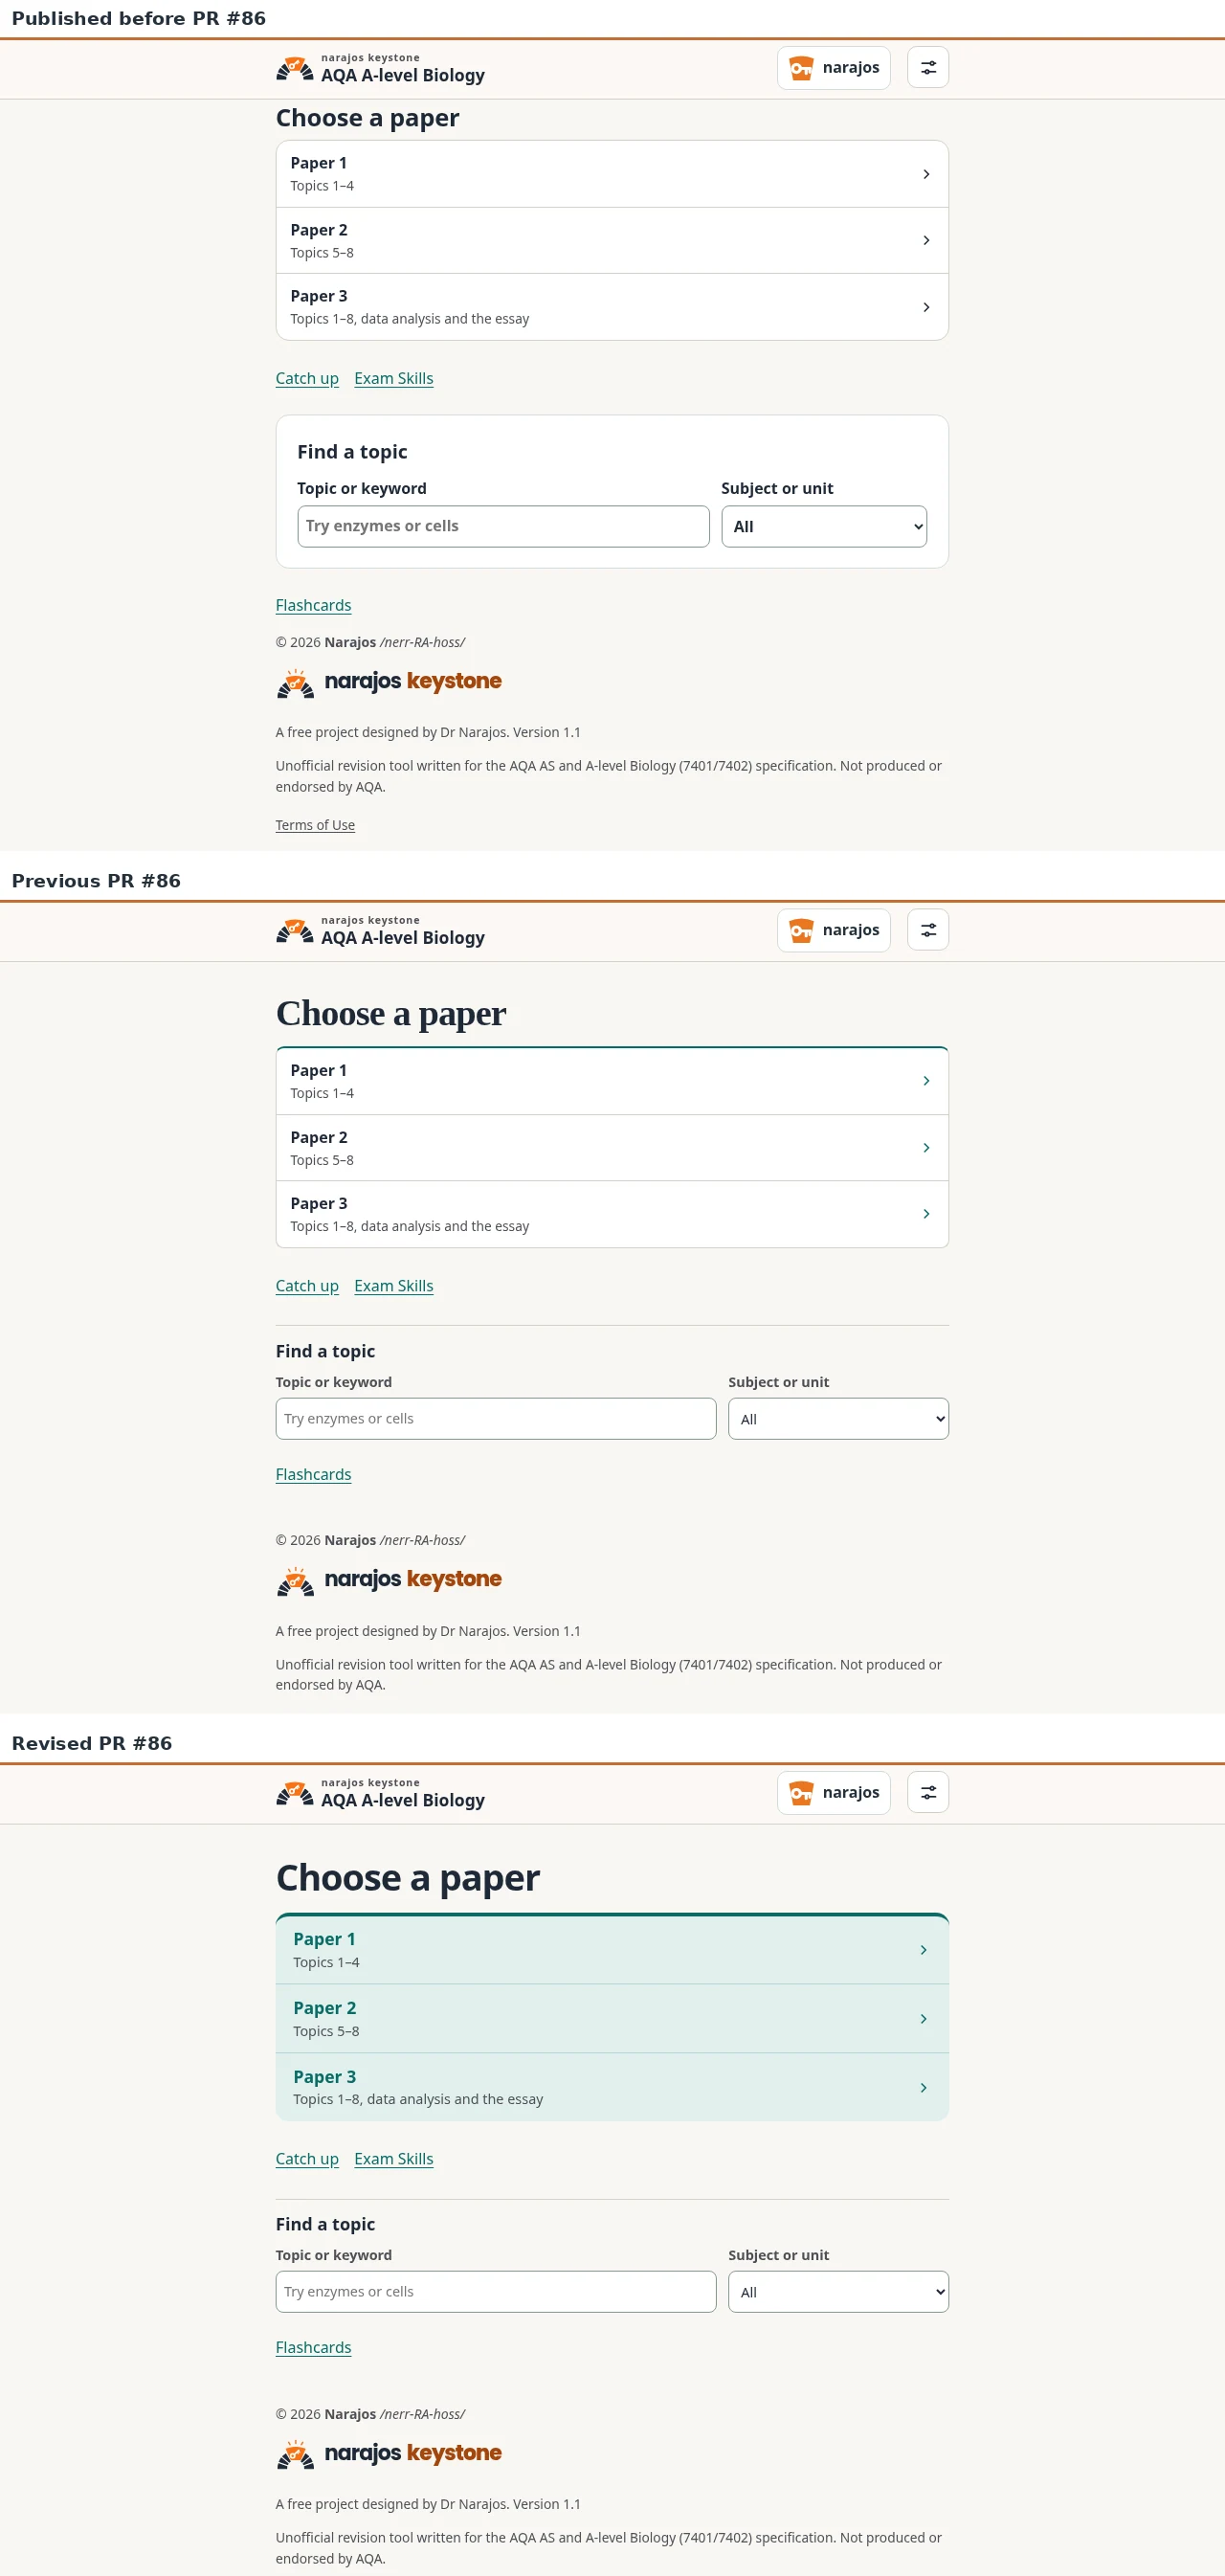 Published before PR #86
narajos keystone
AQA A-level Biology
narajos
Choose a paper
Paper 1
Topics 1–4
Paper 2
Topics 5–8
Paper 3
Topics 1–8, data analysis and the essay
Catch up Exam Skills
Find a topic
Topic or keyword Subject or unit
Try enzymes or cells All
Flashcards
© 2026 Narajos /nerr-RA-hoss/
narajos keystone
A free project designed by Dr Narajos. Version 1.1
Unofficial revision tool written for the AQA AS and A-level Biology (7401/7402) specification. Not produced or
endorsed by AQA.
Terms of Use
Previous PR #86
narajos keystone
AQA A-level Biology
narajos
Choose a paper
Paper 1
Topics 1–4
Paper 2
Topics 5–8
Paper 3
Topics 1–8, data analysis and the essay
Catch up Exam Skills
Find a topic
Topic or keyword Subject or unit
Try enzymes or cells All
Flashcards
© 2026 Narajos /nerr-RA-hoss/
narajos keystone
A free project designed by Dr Narajos. Version 1.1
Unofficial revision tool written for the AQA AS and A-level Biology (7401/7402) specification. Not produced or
endorsed by AQA.
Revised PR #86
narajos keystone
AQA A-level Biology
narajos
Choose a paper
Paper 1
Topics 1–4
Paper 2
Topics 5–8
Paper 3
Topics 1–8, data analysis and the essay
Catch up Exam Skills
Find a topic
Topic or keyword Subject or unit
Try enzymes or cells All
Flashcards
© 2026 Narajos /nerr-RA-hoss/
narajos keystone
A free project designed by Dr Narajos. Version 1.1
Unofficial revision tool written for the AQA AS and A-level Biology (7401/7402) specification. Not produced or
endorsed by AQA.